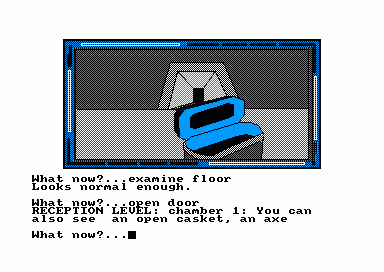 What now?...examine floor
Looks normal enough.
What now?...open door
RECEPTION LEVEL: chamber 1: You can
also see  an open casket, an axe
What now?...